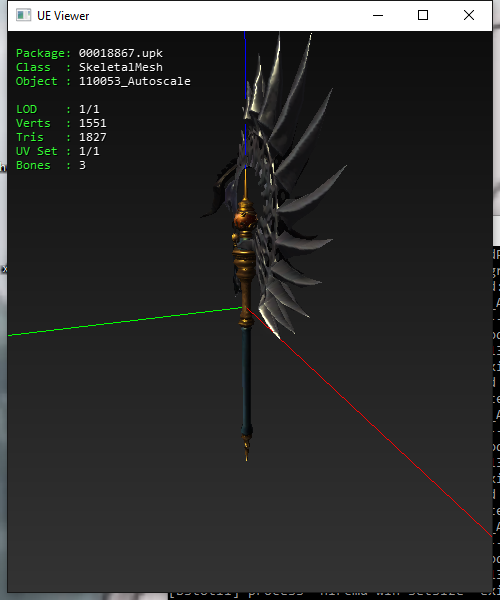 UE Viewer
Package: 00018867.upk
Class  : SkeletalMesh
Object : 110053_Autoscale
LOD    : 1/1
Verts  : 1551
Tris   : 1827
UV Set : 1/1
Bones  : 3